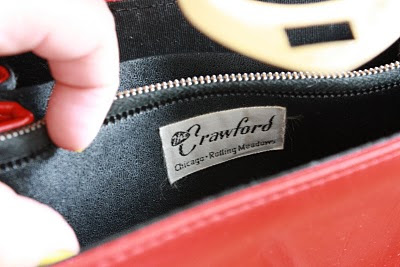 The Crawford
Chicago • Rolling Meadows